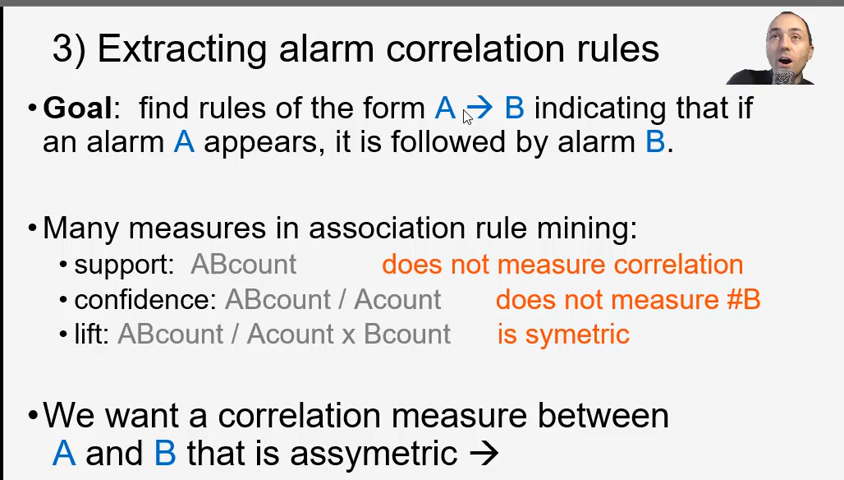 3) Extracting alarm correlation rules
• Goal: find rules of the form A → B indicating that if
an alarm A appears, it is followed by alarm B.
• Many measures in association rule mining:
• support: ABcount does not measure correlation
• confidence: ABcount / Acount does not measure #B
• lift: ABcount / Acount x Bcount is symetric
• We want a correlation measure between
A and B that is assymetric →